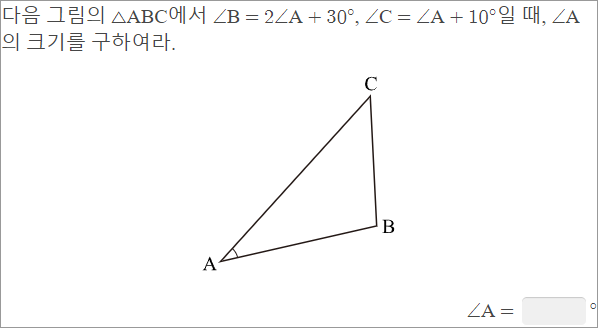 다음 그림의 △ABC에서 ∠B = 2∠A + 30°, ∠C = ∠A + 10°일 때, ∠A
의 크기를 구하여라.
C
B
A
∠A = °